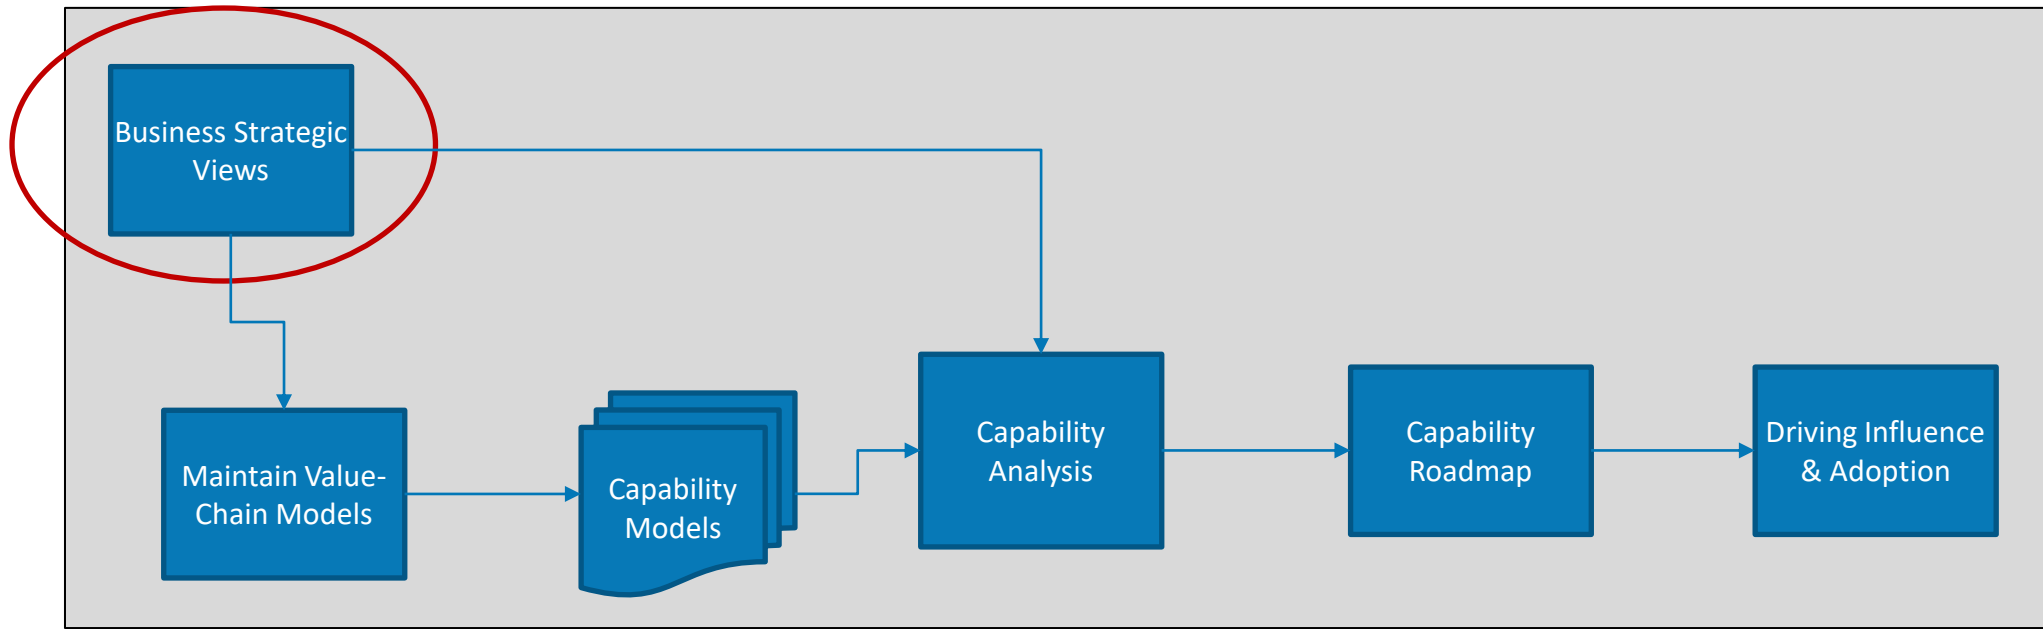 Business Strategic
Views
Maintain Value-
Chain Models
Capability
Models
Capability
Analysis
Capability
Roadmap
Driving Influence
& Adoption